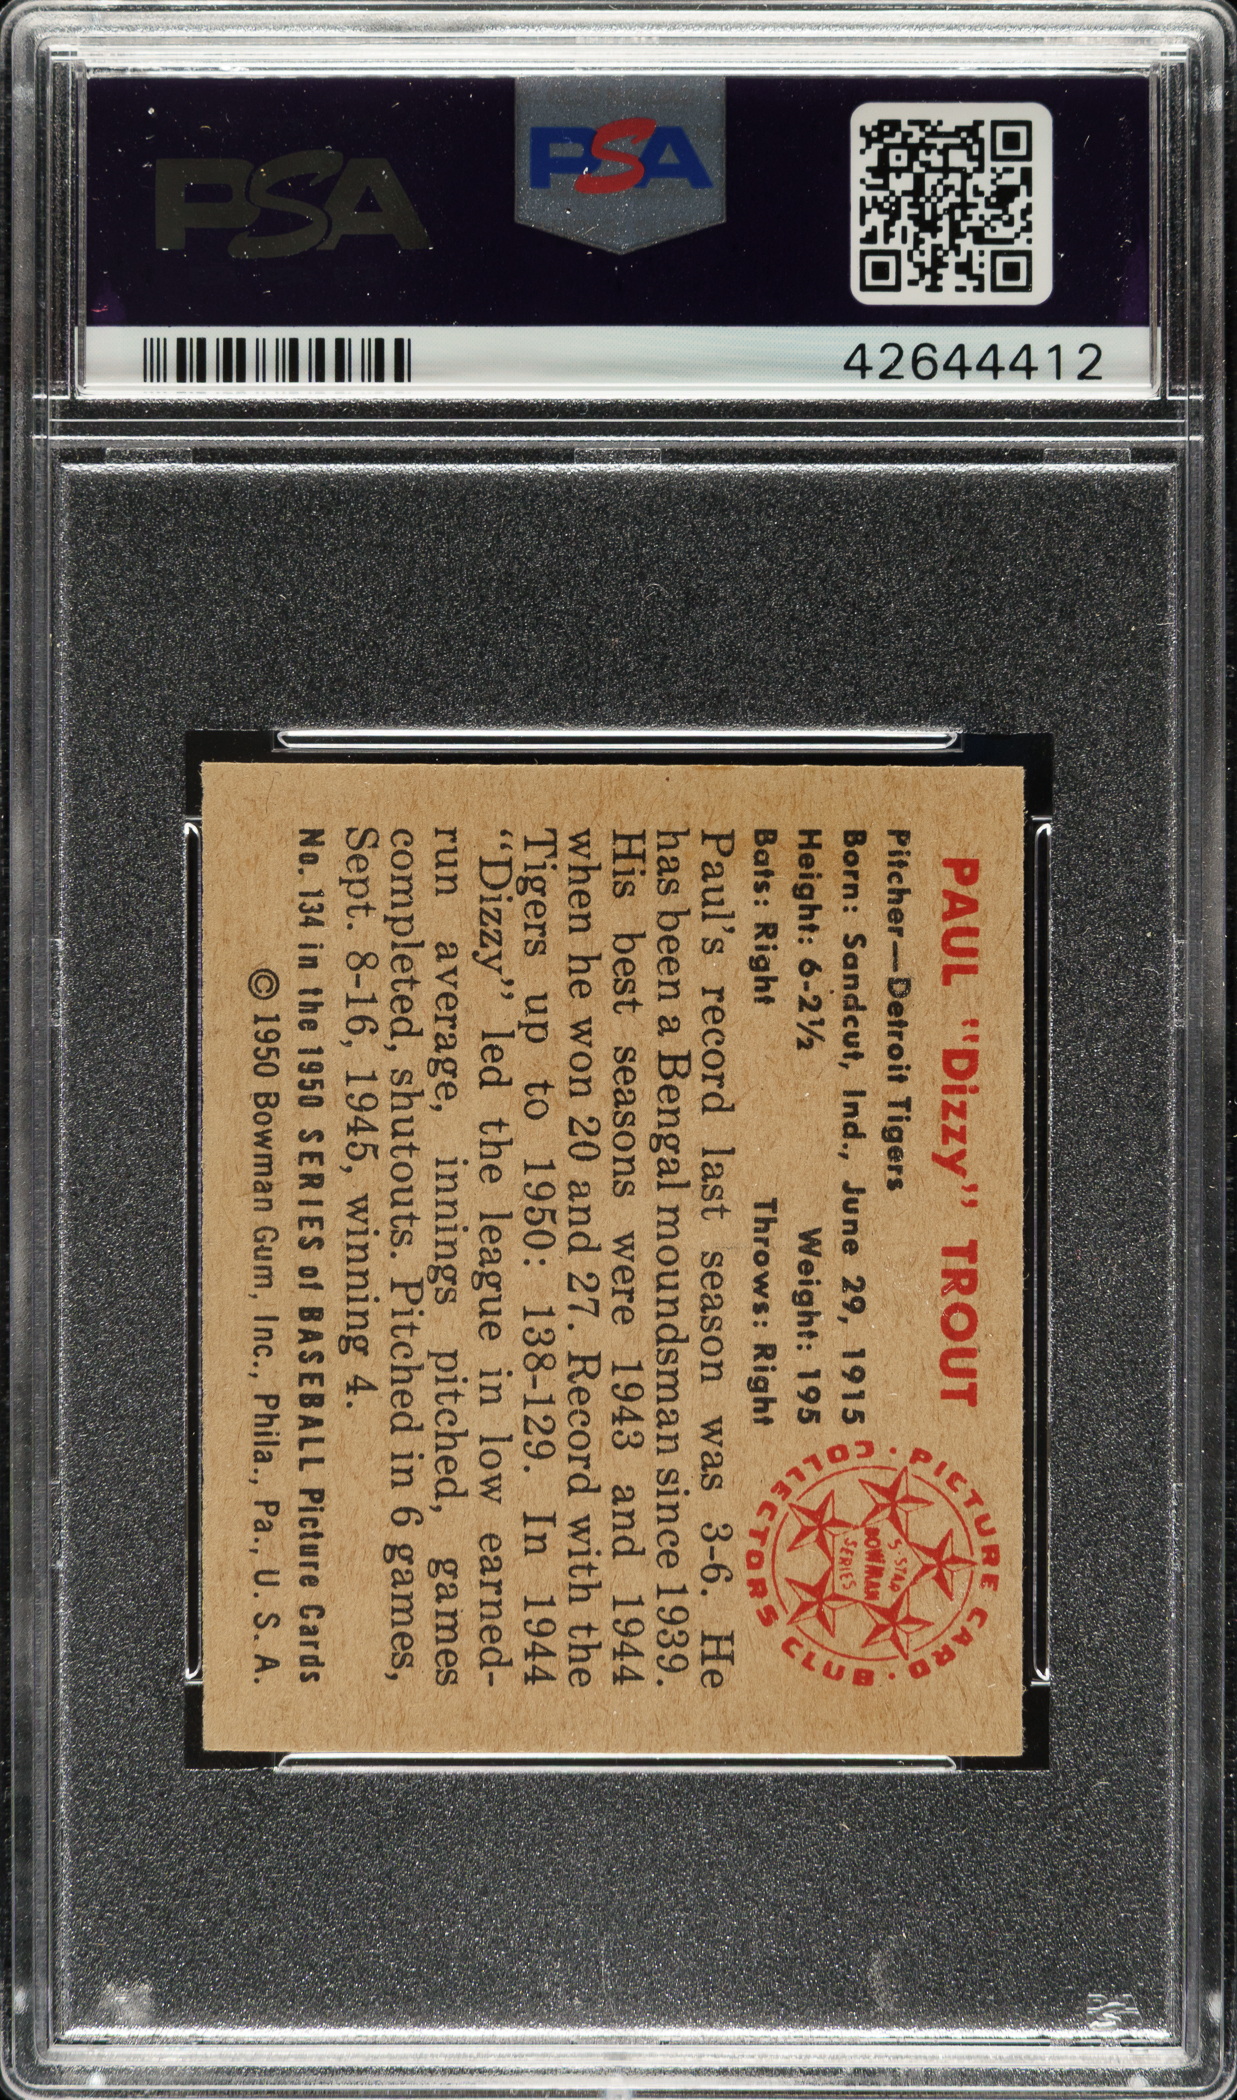 PSA
PSA
42644412
PAUL "Dizzy" TROUT
Pitcher—Detroit Tigers
Born: Sandcut, Ind., June 29, 1915
Height: 6-2½ Weight: 195
Bats: Right Throws: Right
PICTURE CARD • COLLECTORS CLUB •
5-STAR
BOWMAN
SERIES
Paul's record last season was 3-6. He
has been a Bengal moundsman since 1939.
His best seasons were 1943 and 1944
when he won 20 and 27. Record with the
Tigers up to 1950: 138-129. In 1944
"Dizzy" led the league in low earned-
run average, innings pitched, games
completed, shutouts. Pitched in 6 games,
Sept. 8-16, 1945, winning 4.
No. 134 in the 1950 SERIES of BASEBALL Picture Cards
© 1950 Bowman Gum, Inc., Phila., Pa., U. S. A.
PSA